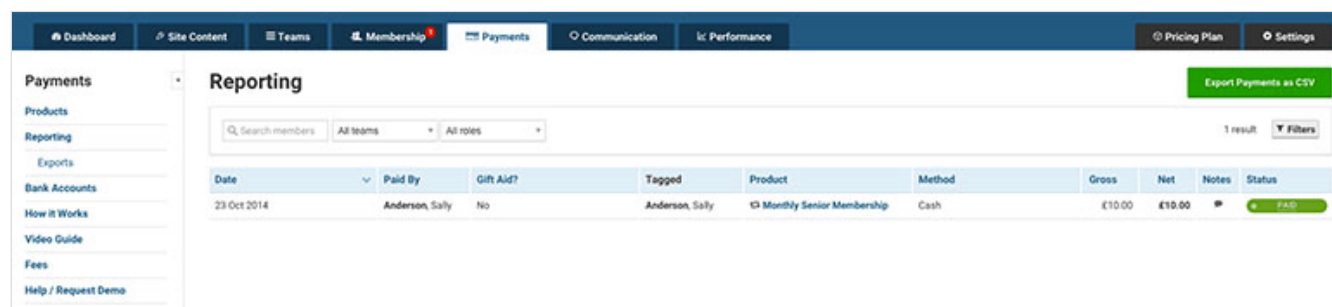 Dashboard Site Content Teams Membership 1 Payments Communication Performance Pricing Plan Settings
Payments
Products
Reporting
Exports
Bank Accounts
How it Works
Video Guide
Fees
Help / Request Demo
Reporting
Export Payments as CSV
Search members All teams All roles 1 result Filters
Date Paid By Gift Aid? Tagged Product Method Gross Net Notes Status
23 Oct 2014 Anderson, Sally No Anderson, Sally Monthly Senior Membership Cash £10.00 £10.00 PAID